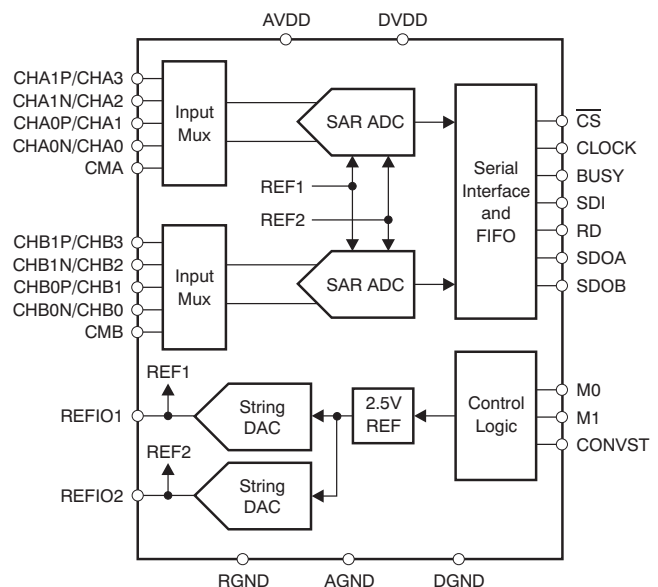 AVDD DVDD
CHA1P/CHA3
CHA1N/CHA2
CHA0P/CHA1
CHA0N/CHA0
CMA
Input
Mux
SAR ADC
REF1
REF2
Serial
Interface
and
FIFO
CS
CLOCK
BUSY
SDI
RD
SDOA
SDOB
CHB1P/CHB3
CHB1N/CHB2
CHB0P/CHB1
CHB0N/CHB0
CMB
Input
Mux
SAR ADC
REF1
REFIO1
String
DAC
2.5V
REF
Control
Logic
M0
M1
CONVST
REF2
REFIO2
String
DAC
RGND AGND DGND